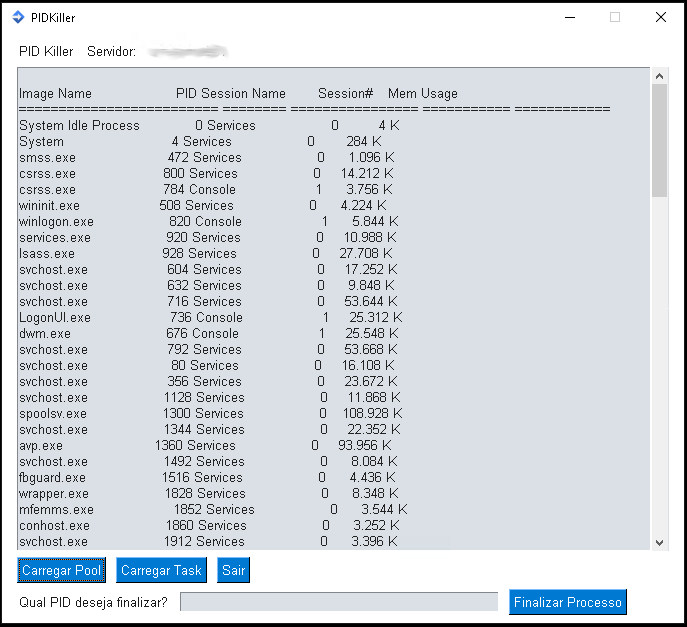 PIDKiller
PID Killer Servidor:
Image Name PID Session Name Session# Mem Usage
========================= ======== ================ =========== ============
System Idle Process 0 Services 0 4 K
System 4 Services 0 284 K
smss.exe 472 Services 0 1.096 K
csrss.exe 800 Services 0 14.212 K
csrss.exe 784 Console 1 3.756 K
wininit.exe 508 Services 0 4.224 K
winlogon.exe 820 Console 1 5.844 K
services.exe 920 Services 0 10.988 K
lsass.exe 928 Services 0 27.708 K
svchost.exe 604 Services 0 17.252 K
svchost.exe 632 Services 0 9.848 K
svchost.exe 716 Services 0 53.644 K
LogonUI.exe 736 Console 1 25.312 K
dwm.exe 676 Console 1 25.548 K
svchost.exe 792 Services 0 53.668 K
svchost.exe 80 Services 0 16.108 K
svchost.exe 356 Services 0 23.672 K
svchost.exe 1128 Services 0 11.868 K
spoolsv.exe 1300 Services 0 108.928 K
svchost.exe 1344 Services 0 22.352 K
avp.exe 1360 Services 0 93.956 K
svchost.exe 1492 Services 0 8.084 K
fbguard.exe 1516 Services 0 4.436 K
wrapper.exe 1828 Services 0 8.348 K
mfemms.exe 1852 Services 0 3.544 K
conhost.exe 1860 Services 0 3.252 K
svchost.exe 1912 Services 0 3.396 K
Carregar Pool Carregar Task Sair
Qual PID deseja finalizar? Finalizar Processo